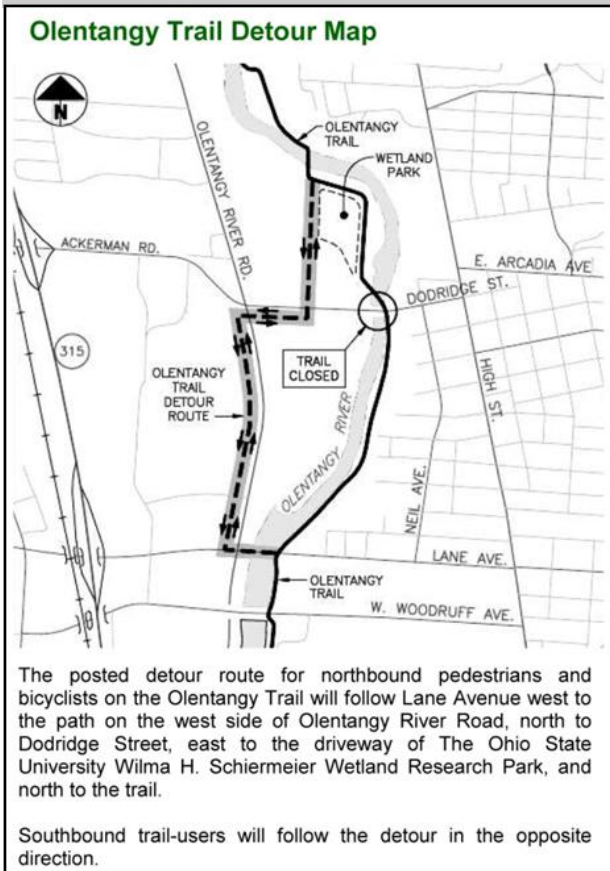 Olentangy Trail Detour Map
N
OLENTANGY
TRAIL
WETLAND
PARK
OLENTANGY RIVER RD.
ACKERMAN RD.
E. ARCADIA AVE
DODRIDGE ST.
315
TRAIL
CLOSED
OLENTANGY
TRAIL
DETOUR
ROUTE
HIGH ST.
OLENTANGY RIVER
NEIL AVE.
LANE AVE.
OLENTANGY
TRAIL
W. WOODRUFF AVE.
The posted detour route for northbound pedestrians and
bicyclists on the Olentangy Trail will follow Lane Avenue west to
the path on the west side of Olentangy River Road, north to
Dodridge Street, east to the driveway of The Ohio State
University Wilma H. Schiermeier Wetland Research Park, and
north to the trail.
Southbound trail-users will follow the detour in the opposite
direction.